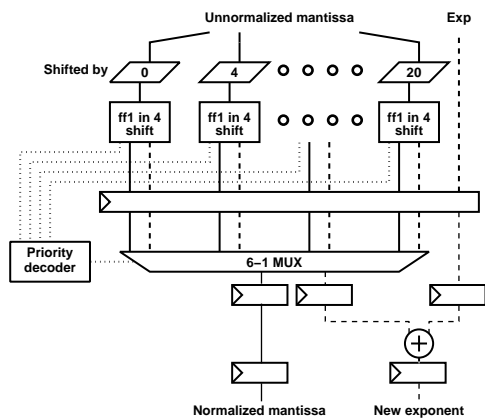 Unnormalized mantissa
Exp
Shifted by
0
4
20
ff1 in 4
shift
ff1 in 4
shift
ff1 in 4
shift
Priority
decoder
6–1 MUX
Normalized mantissa
New exponent